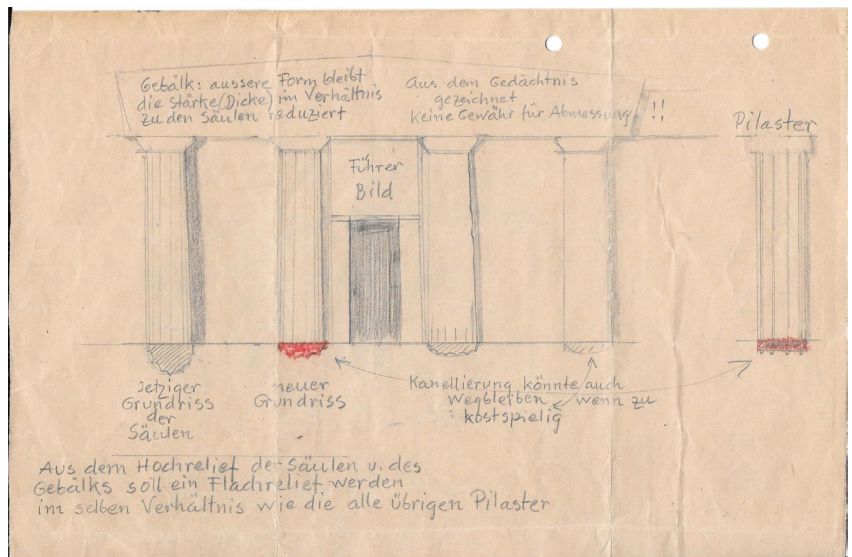 Gebälk: aussere Form bleibt
die Stärke (Dicke) im Verhältnis
zu den Säulen reduziert
Aus dem Gedächtnis
gezeichnet
keine Gewähr für Abmessung !!
Pilaster
Führer
Bild
Jetziger
Grundriss
der
Säulen
neuer
Grundriss
Kanellierung könnte auch
wegbleiben wenn zu
kostspielig
Aus dem Hochrelief der Säulen u. des
Gebälks soll ein Flachrelief werden
im selben Verhältnis wie die alle übrigen Pilaster